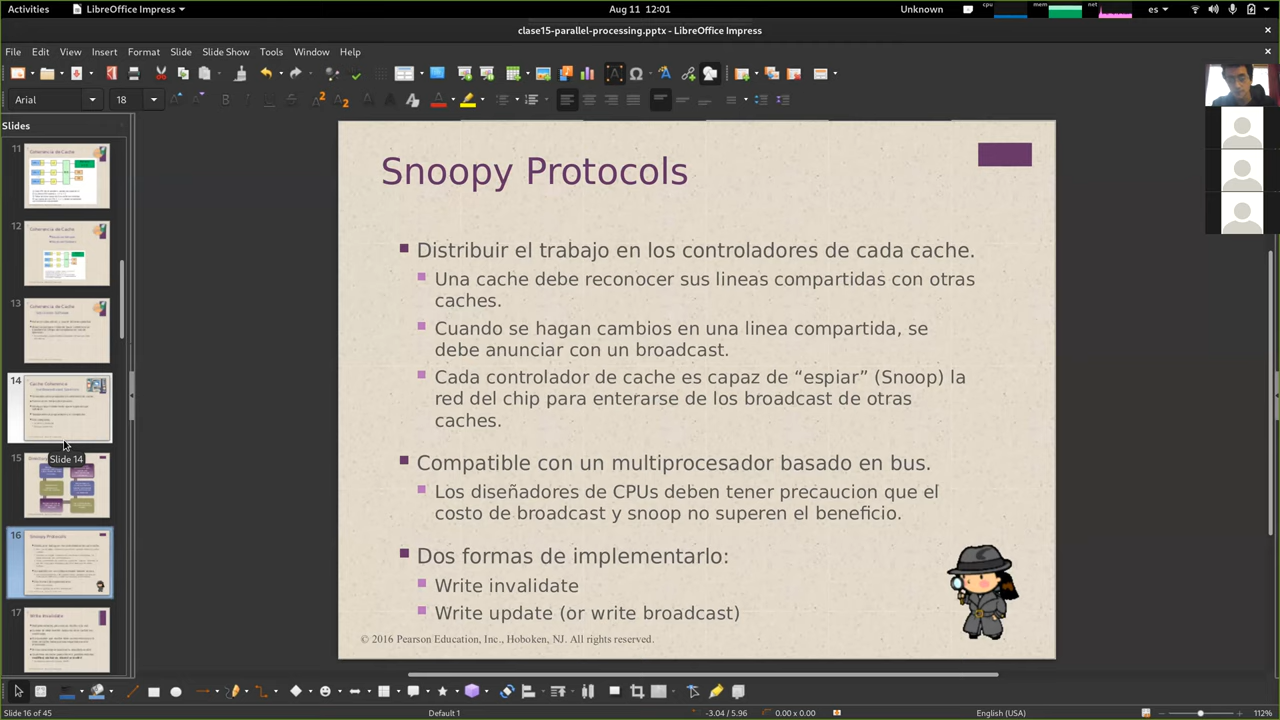 Activities
LibreOffice Impress
Aug 11 12:01
Unknown
cpu
mem
net
es
clase15-parallel-processing.pptx - LibreOffice Impress
File Edit View Insert Format Slide Slide Show Tools Window Help
Arial
18
Slides
11
12
13
14
Slide 14
15
16
Snoopy Protocols
17
Write Invalidate
Snoopy Protocols
Distribuir el trabajo en los controladores de cada cache.
Una cache debe reconocer sus lineas compartidas con otras
caches.
Cuando se hagan cambios en una linea compartida, se
debe anunciar con un broadcast.
Cada controlador de cache es capaz de “espiar” (Snoop) la
red del chip para enterarse de los broadcast de otras
caches.
Compatible con un multiprocesador basado en bus.
Los disenadores de CPUs deben tener precaucion que el
costo de broadcast y snoop no superen el beneficio.
Dos formas de implementarlo:
Write invalidate
Write update (or write broadcast)
© 2016 Pearson Education, Inc., Hoboken, NJ. All rights reserved.
Slide 16 of 45
Default 1
-3.04 / 5.96
0.00 x 0.00
English (USA)
112%